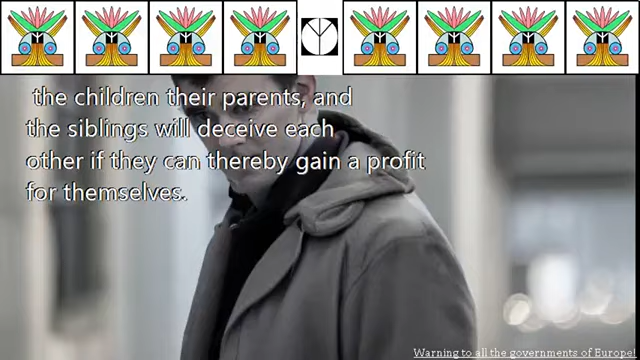 the children their parents, and
the siblings will deceive each
other if they can thereby gain a profit
for themselves.
Warning to all the governments of Europe!